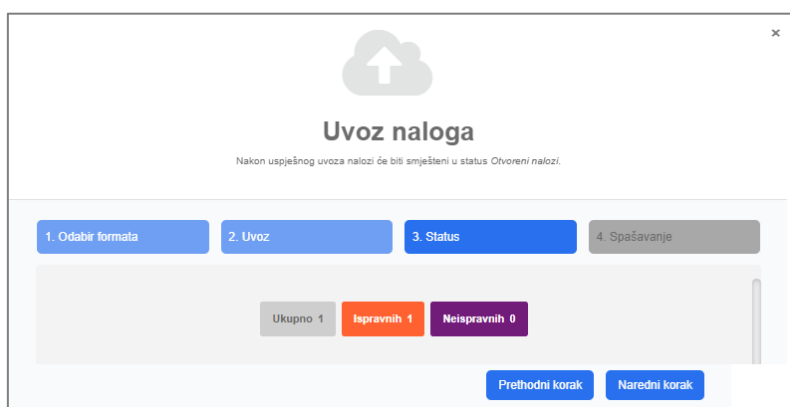 ×
Uvoz naloga
Nakon uspješnog uvoza nalozi će biti smješteni u status Otvoreni nalozi.
1. Odabir formata
2. Uvoz
3. Status
4. Spašavanje
Ukupno 1
Ispravnih 1
Neispravnih 0
Prethodni korak
Naredni korak